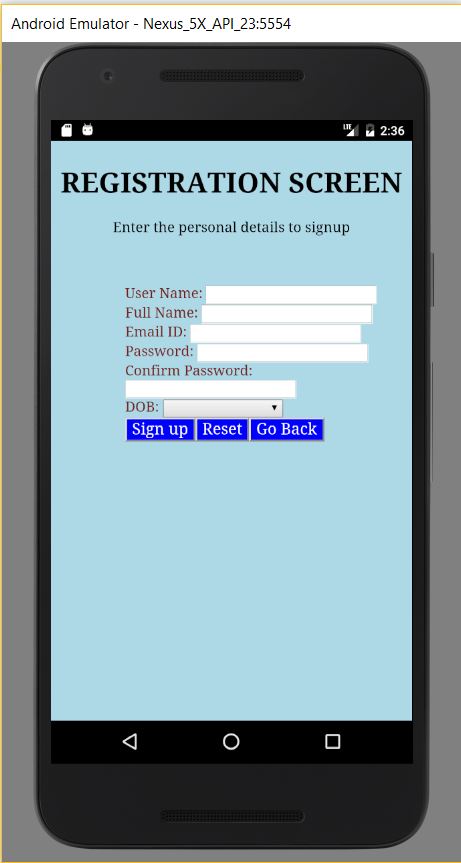 Android Emulator - Nexus_5X_API_23:5554
LTE 2:36
REGISTRATION SCREEN
Enter the personal details to signup
User Name:
Full Name:
Email ID:
Password:
Confirm Password:
DOB:
Sign up Reset Go Back